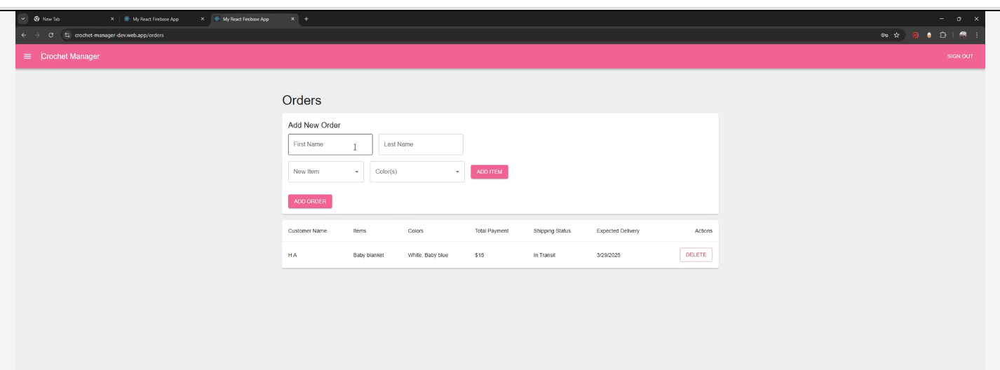 New Tab
My React Firebase App
My React Firebase App
crochet-manager-dev.web.app/orders
Crochet Manager
SIGN OUT
Orders
Add New Order
First Name
Last Name
New Item
Color(s)
ADD ITEM
ADD ORDER
Customer Name Items Colors Total Payment Shipping Status Expected Delivery Actions
H A Baby blanket White, Baby blue $15 In Transit 3/29/2025 DELETE